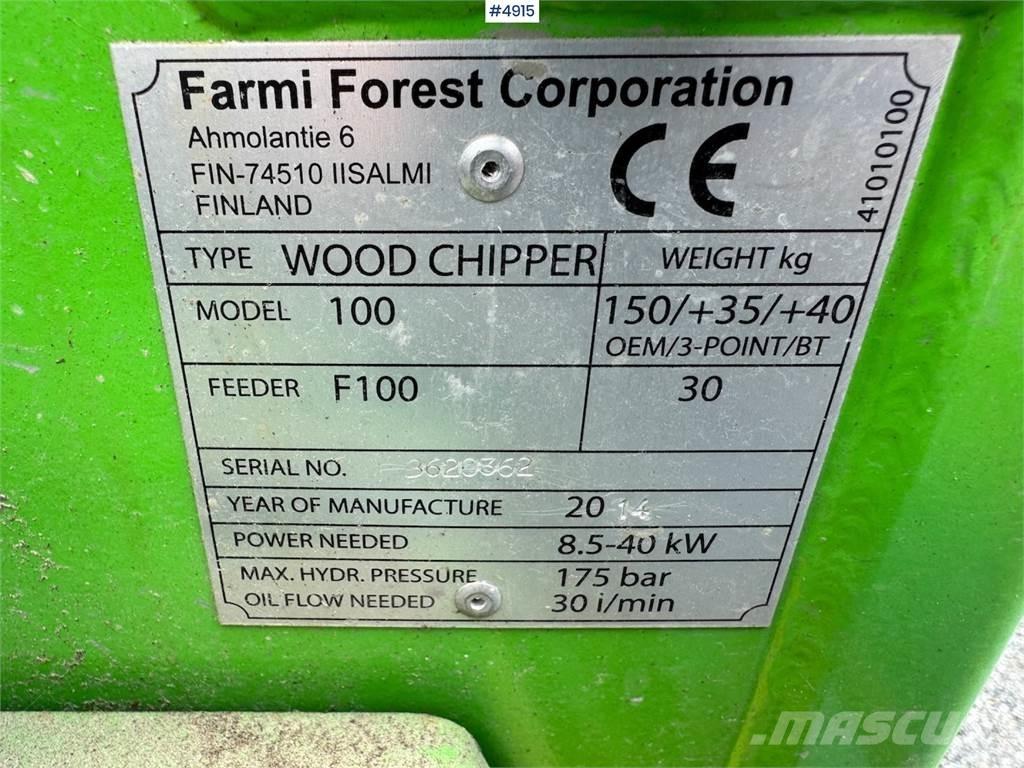 #4915
Farmi Forest Corporation
Ahmolantie 6
FIN-74510 IISALMI
FINLAND
CE
41010100
TYPE WOOD CHIPPER WEIGHT kg
MODEL 100 150/+35/+40
OEM/3-POINT/BT
FEEDER F100 30
SERIAL NO. 3620362
YEAR OF MANUFACTURE 20 14
POWER NEEDED 8.5-40 kW
MAX. HYDR. PRESSURE 175 bar
OIL FLOW NEEDED 30 i/min
MASCUS